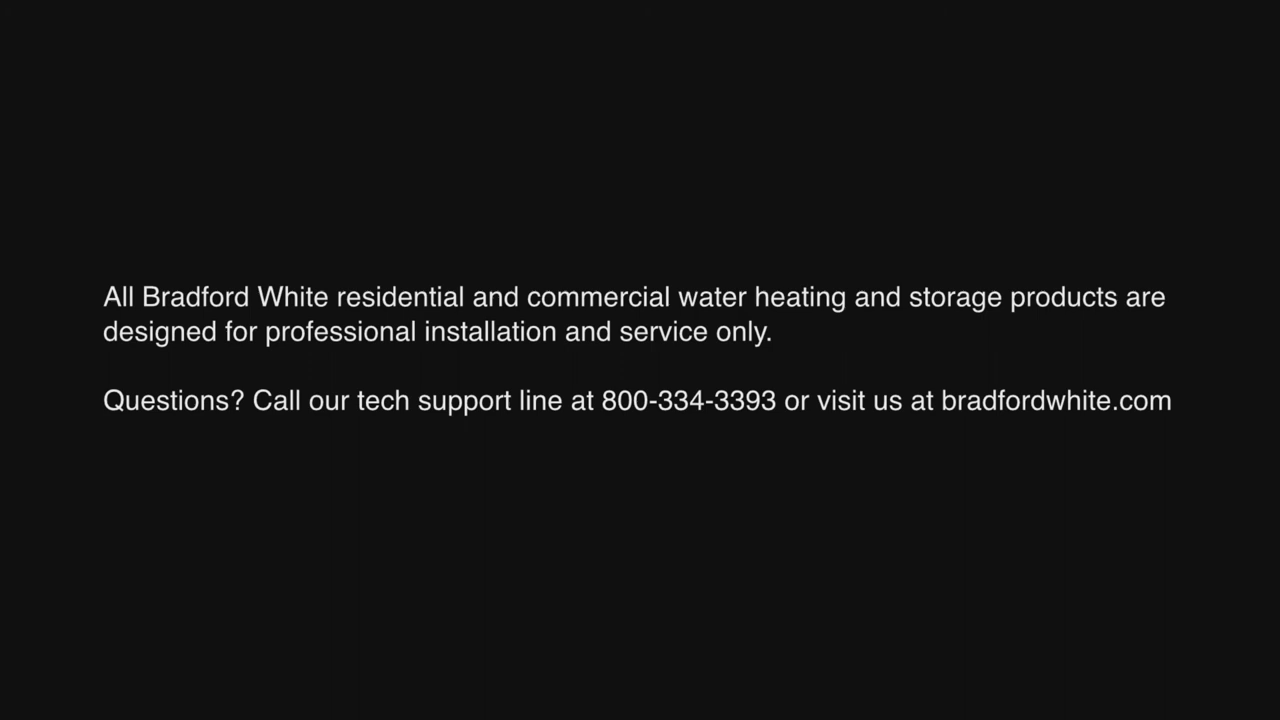 All Bradford White residential and commercial water heating and storage products are
designed for professional installation and service only.
Questions? Call our tech support line at 800-334-3393 or visit us at bradfordwhite.com